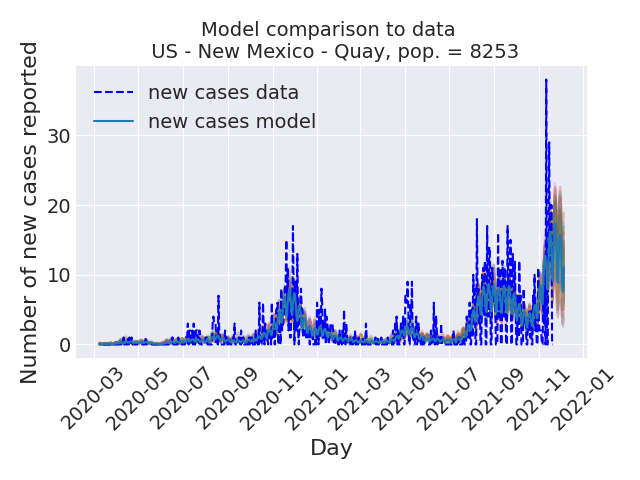 Model comparison to data
US - New Mexico - Quay, pop. = 8253
Number of new cases reported
new cases data
new cases model
30
20
10
0
2020-03
2020-05
2020-07
2020-09
2020-11
2021-01
2021-03
2021-05
2021-07
2021-09
2021-11
2022-01
Day